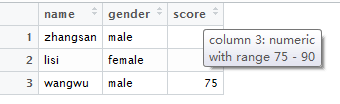 name gender score
1 zhangsan male
2 lisi female
3 wangwu male 75
column 3: numeric
with range 75 - 90